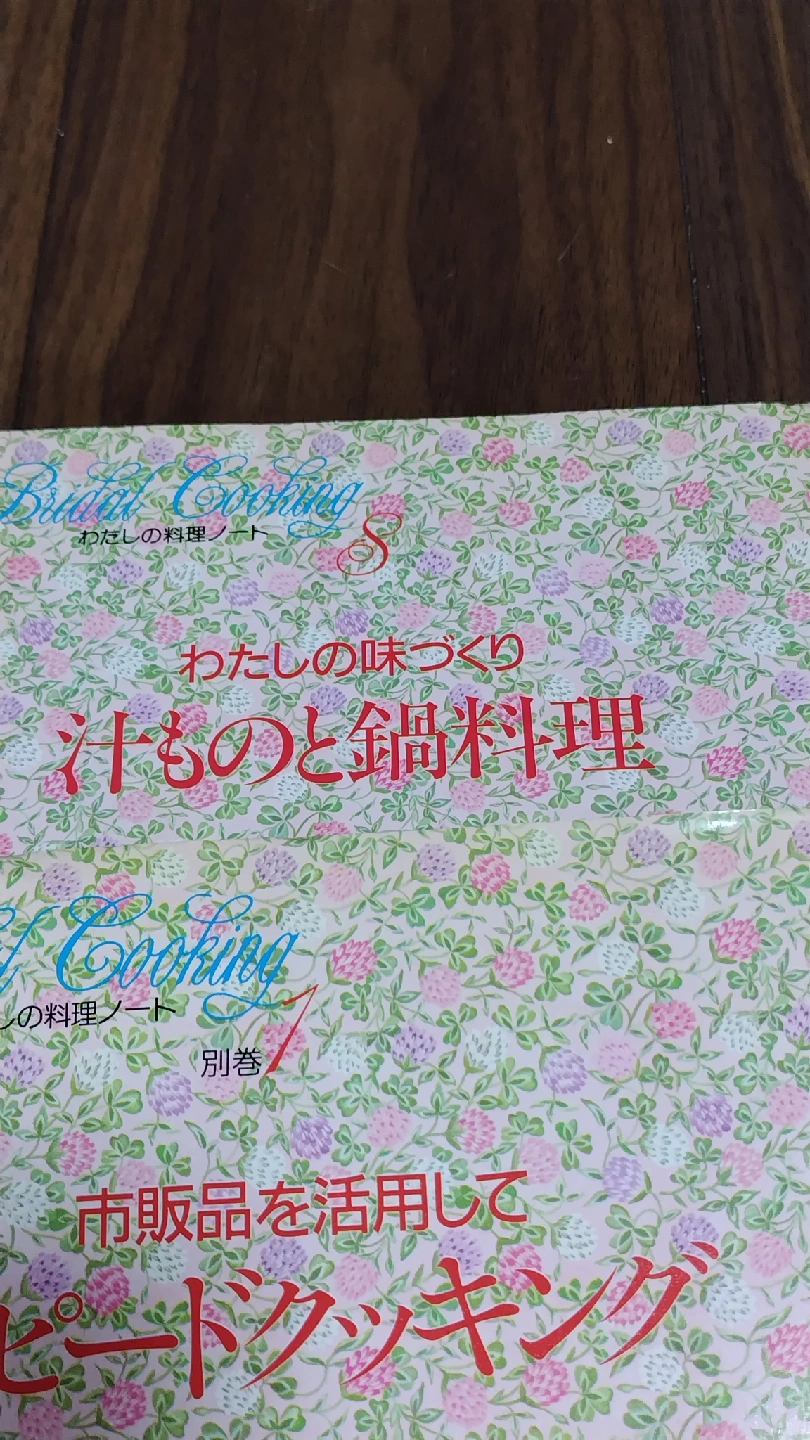 Bridal Cooking
わたしの料理ノート
8
わたしの味づくり
汁ものと鍋料理
Cooking
しの料理ノート
別巻1
市販品を活用して
ピードクッキング